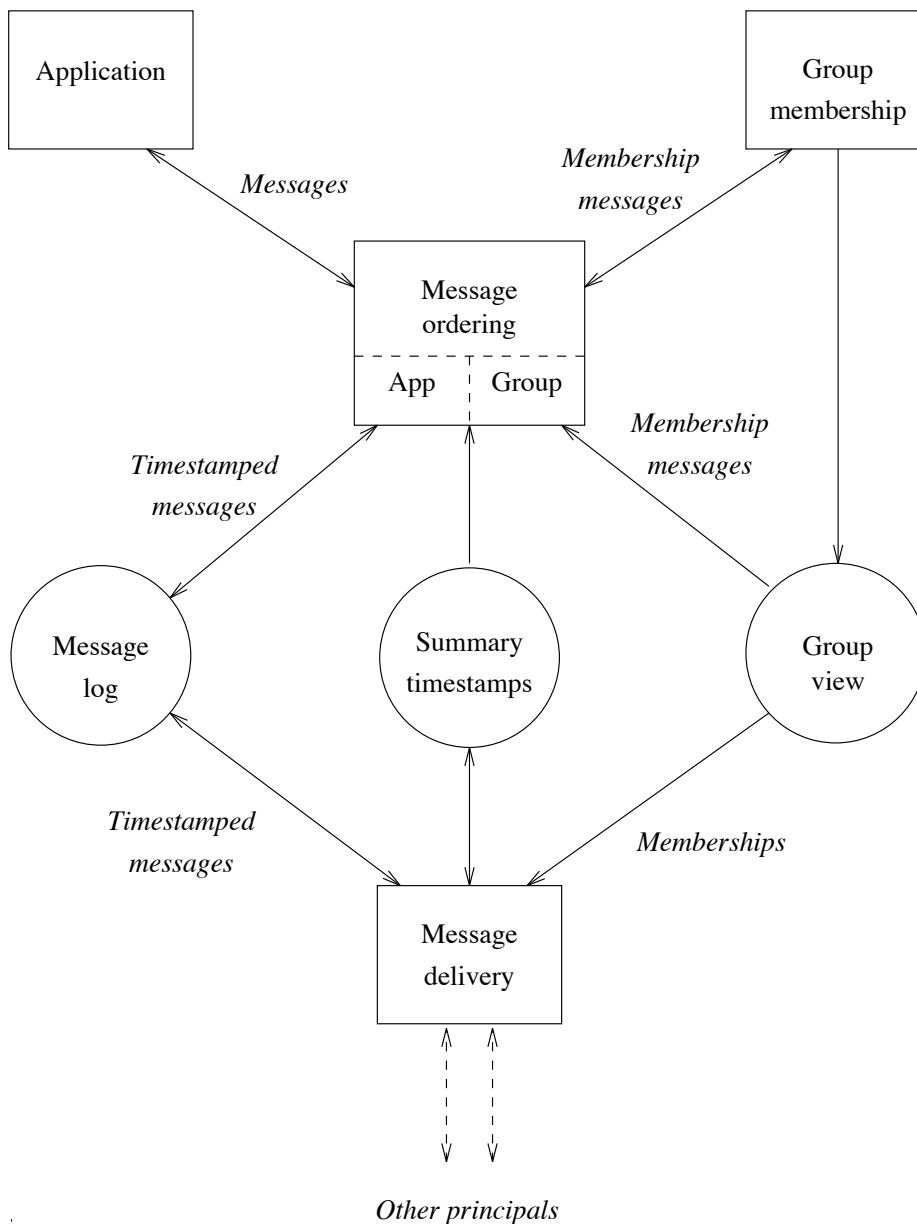 Application
Group
membership
Messages
Membership
messages
Message
ordering
App
Group
Timestamped
messages
Membership
messages
Message
log
Summary
timestamps
Group
view
Timestamped
messages
Memberships
Message
delivery
Other principals